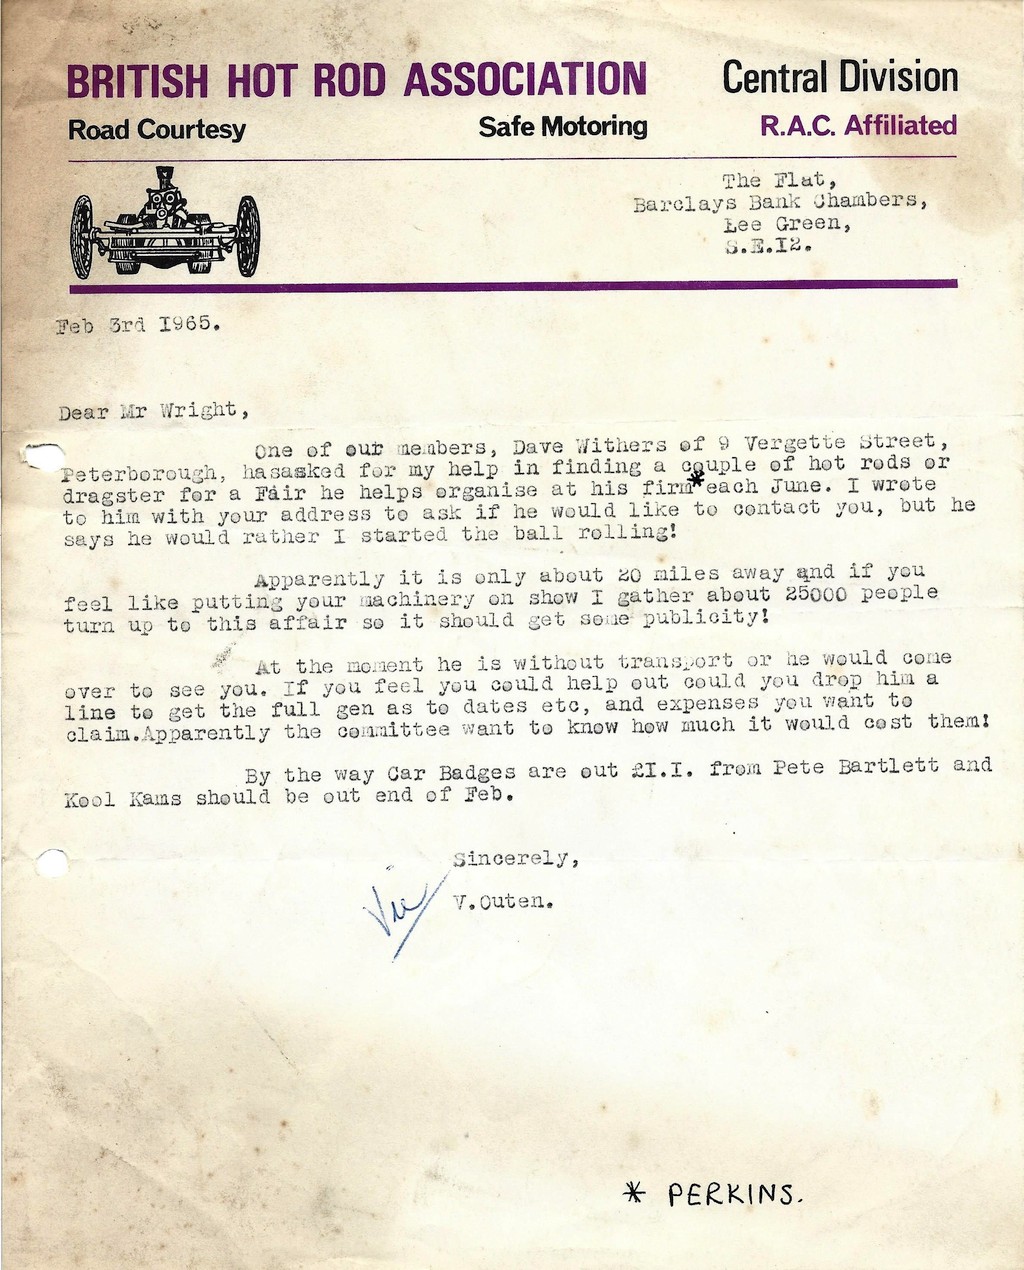 BRITISH HOT ROD ASSOCIATION Central Division
Road Courtesy Safe Motoring R.A.C. Affiliated
The Flat,
Barclays Bank Chambers,
Lee Green,
S.E.I2.
Feb 3rd I965.
Dear Mr Wright,
One of our members, Dave Withers of 9 Vergette Street,
Peterborough, hasasked for my help in finding a couple of hot rods or
dragster for a Fair he helps organise at his firm * each June. I wrote
to him with your address to ask if he would like to contact you, but he
says he would rather I started the ball rolling!
Apparently it is only about 20 miles away and if you
feel like putting your machinery on show I gather about 25000 people
turn up to this affair so it should get some publicity!
At the moment he is without transport or he would come
over to see you. If you feel you could help out could you drop him a
line to get the full gen as to dates etc, and expenses you want to
claim.Apparently the committee want to know how much it would cost them!
By the way Car Badges are out £I.I. from Pete Bartlett and
Kool Kams should be out end of Feb.
Sincerely,
Vic
V.Outen.
* PERKINS.